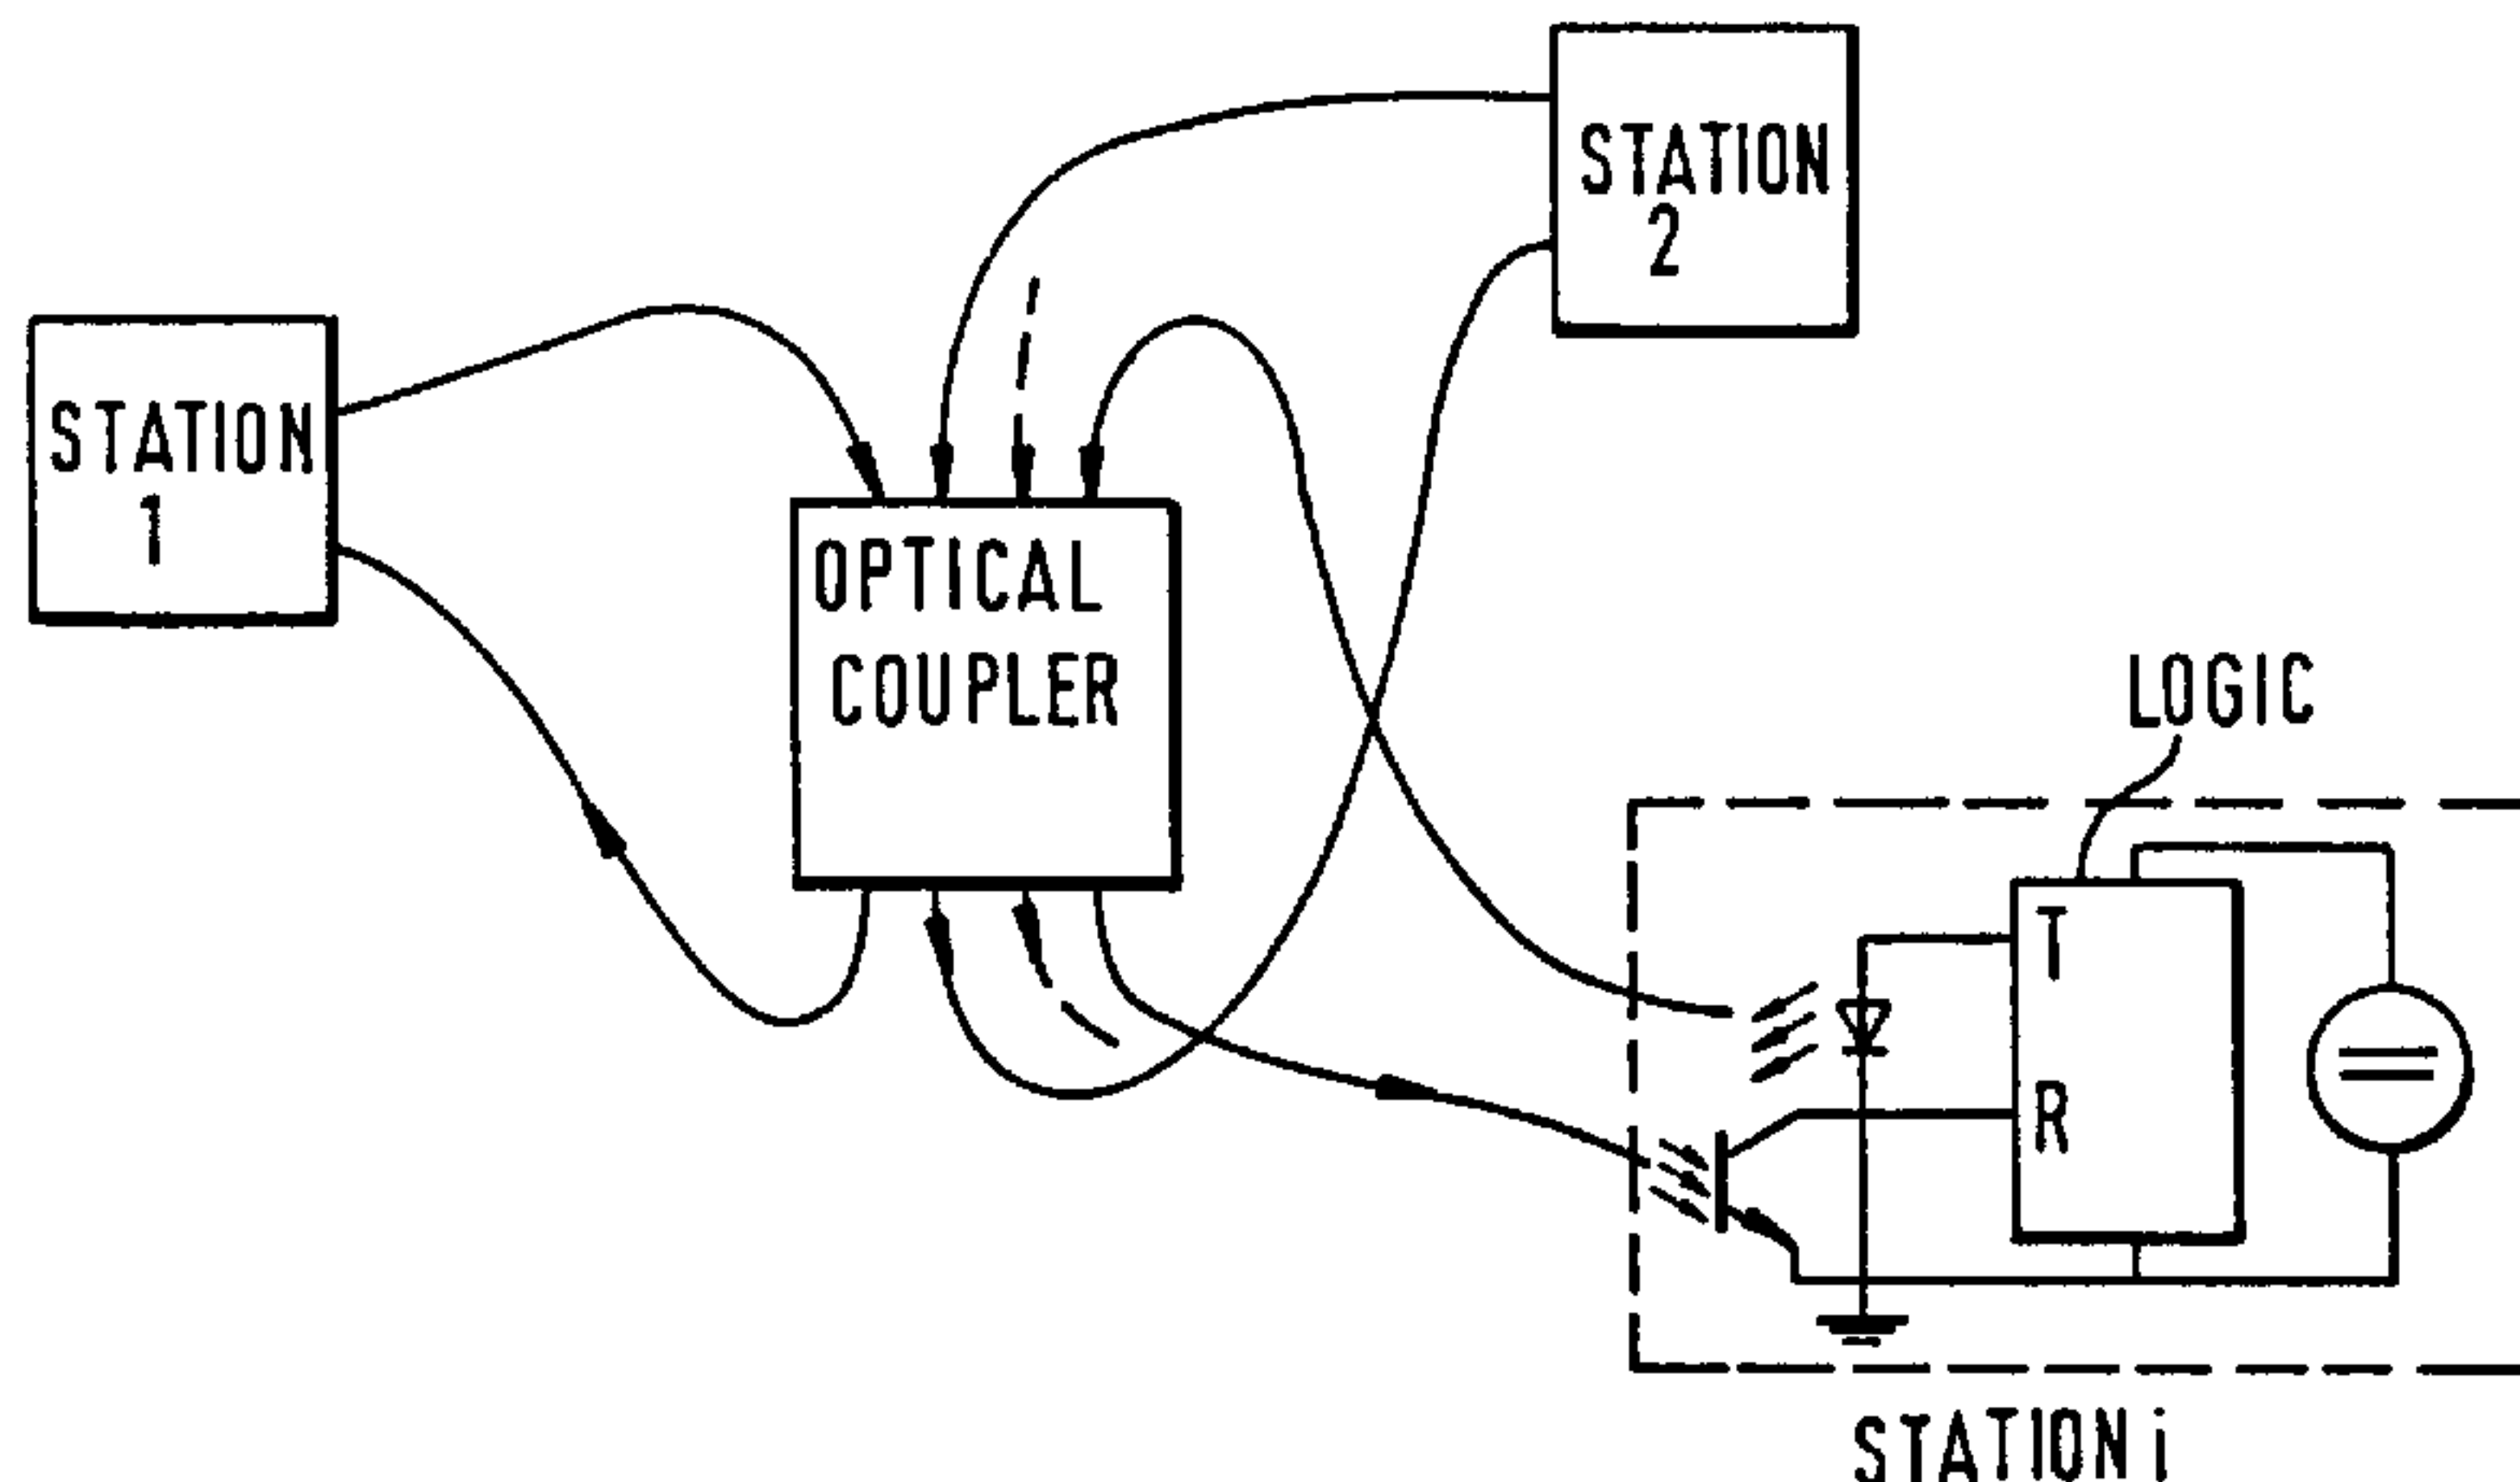 STATION
2
STATION
1
OPTICAL
COUPLER
LOGIC
T
R
STATION i